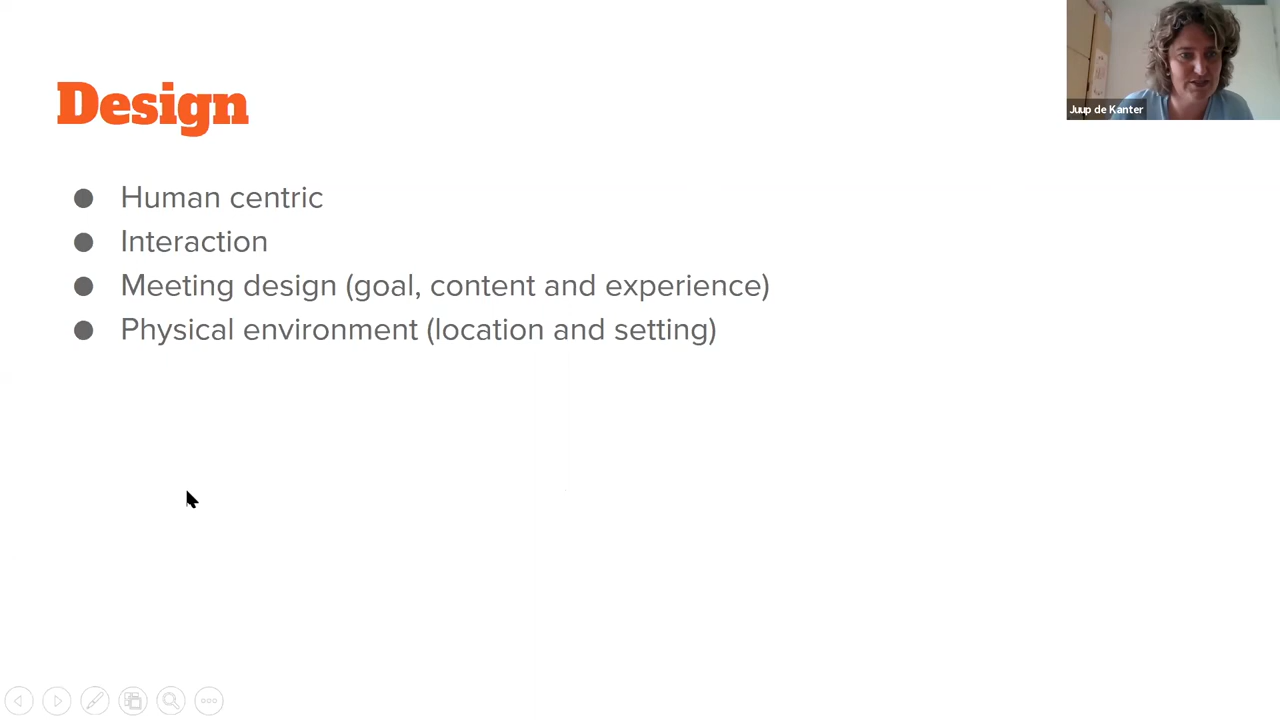 Design
● Human centric
● Interaction
● Meeting design (goal, content and experience)
● Physical environment (location and setting)
Juup de Kanter